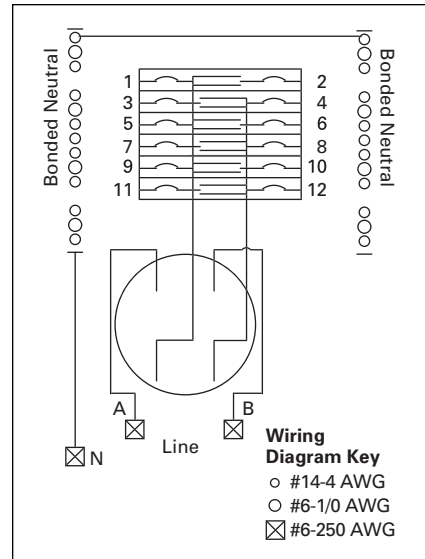 Bonded Neutral
Bonded Neutral
1 2
3 4
5 6
7 8
9 10
11 12
A B
Line
N
Wiring
Diagram Key
#14-4 AWG
#6-1/0 AWG
#6-250 AWG